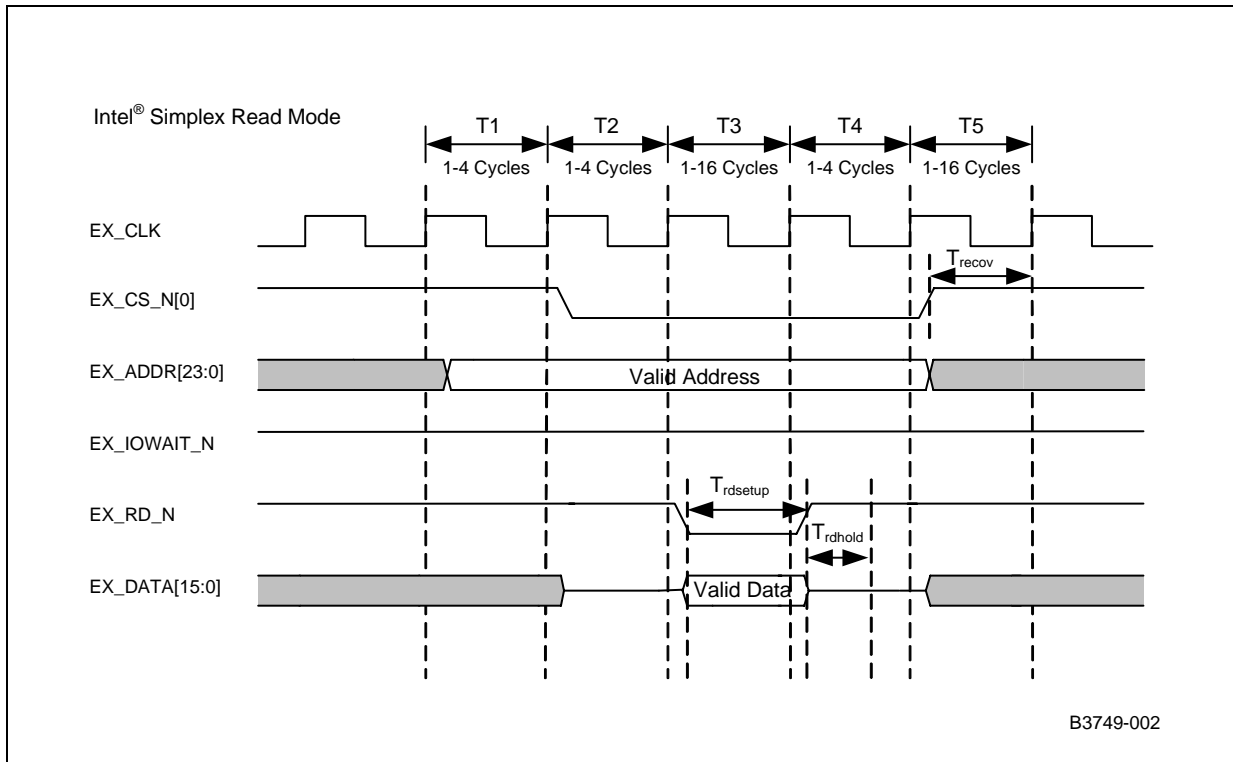 Intel® Simplex Read Mode
T1 T2 T3 T4 T5
1-4 Cycles 1-4 Cycles 1-16 Cycles 1-4 Cycles 1-16 Cycles
EX_CLK
Trecov
EX_CS_N[0]
EX_ADDR[23:0] Valid Address
EX_IOWAIT_N
Trdsetup
EX_RD_N
Trdhold
EX_DATA[15:0] Valid Data
B3749-002